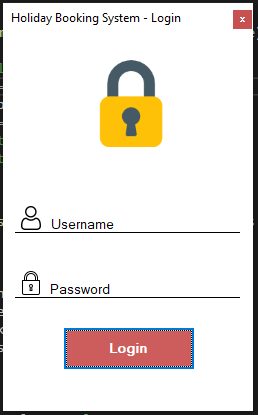 Holiday Booking System - Login
x
Username
Password
Login